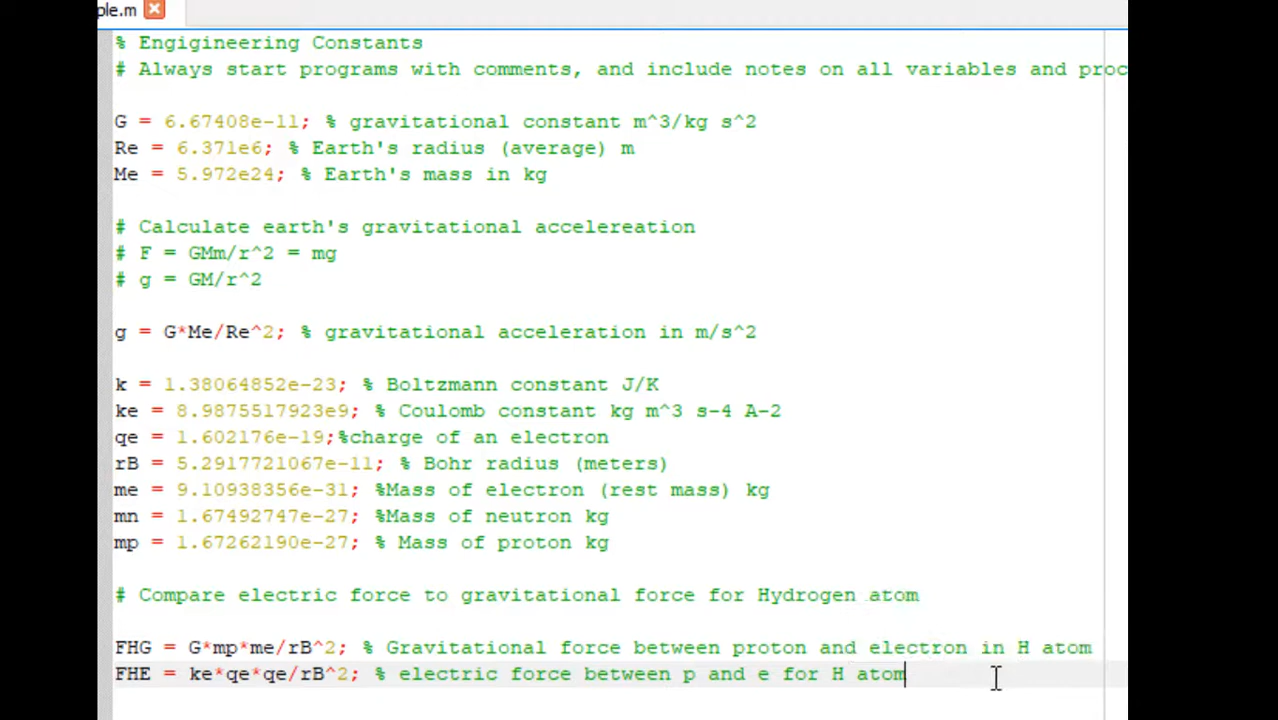 ple.m
% Engigineering Constants
# Always start programs with comments, and include notes on all variables and proc
G = 6.67408e-11; % gravitational constant m^3/kg s^2
Re = 6.371e6; % Earth's radius (average) m
Me = 5.972e24; % Earth's mass in kg
# Calculate earth's gravitational accelereation
# F = GMm/r^2 = mg
# g = GM/r^2
g = G*Me/Re^2; % gravitational acceleration in m/s^2
k = 1.38064852e-23; % Boltzmann constant J/K
ke = 8.9875517923e9; % Coulomb constant kg m^3 s-4 A-2
qe = 1.602176e-19;%charge of an electron
rB = 5.2917721067e-11; % Bohr radius (meters)
me = 9.10938356e-31; %Mass of electron (rest mass) kg
mn = 1.67492747e-27; %Mass of neutron kg
mp = 1.67262190e-27; % Mass of proton kg
# Compare electric force to gravitational force for Hydrogen atom
FHG = G*mp*me/rB^2; % Gravitational force between proton and electron in H atom
FHE = ke*qe*qe/rB^2; % electric force between p and e for H atom